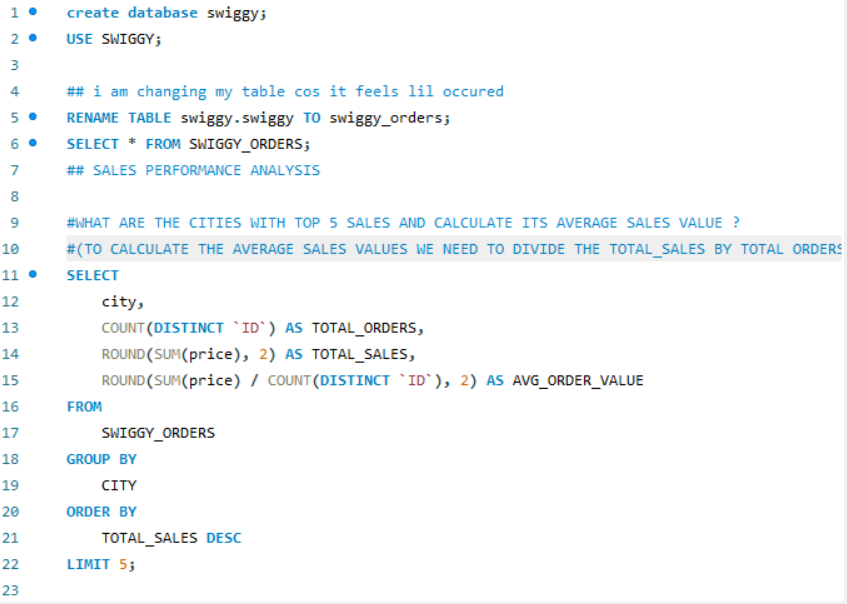 1 create database swiggy;
2 USE SWIGGY;
3
4 ## i am changing my table cos it feels lil occured
5 RENAME TABLE swiggy.swiggy TO swiggy_orders;
6 SELECT * FROM SWIGGY_ORDERS;
7 ## SALES PERFORMANCE ANALYSIS
8
9 #WHAT ARE THE CITIES WITH TOP 5 SALES AND CALCULATE ITS AVERAGE SALES VALUE ?
10 #(TO CALCULATE THE AVERAGE SALES VALUES WE NEED TO DIVIDE THE TOTAL_SALES BY TOTAL ORDERS
11 SELECT
12 city,
13 COUNT(DISTINCT `ID`) AS TOTAL_ORDERS,
14 ROUND(SUM(price), 2) AS TOTAL_SALES,
15 ROUND(SUM(price) / COUNT(DISTINCT `ID`), 2) AS AVG_ORDER_VALUE
16 FROM
17 SWIGGY_ORDERS
18 GROUP BY
19 CITY
20 ORDER BY
21 TOTAL_SALES DESC
22 LIMIT 5;
23